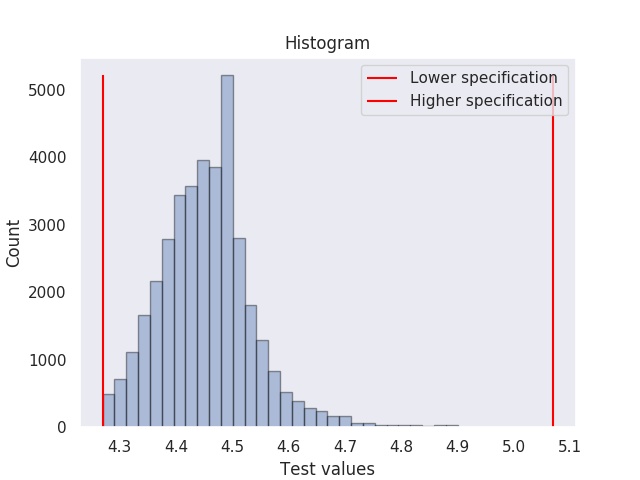 Histogram
Lower specification
Higher specification
5000
4000
3000
2000
1000
0
Count
4.3 4.4 4.5 4.6 4.7 4.8 4.9 5.0 5.1
Test values